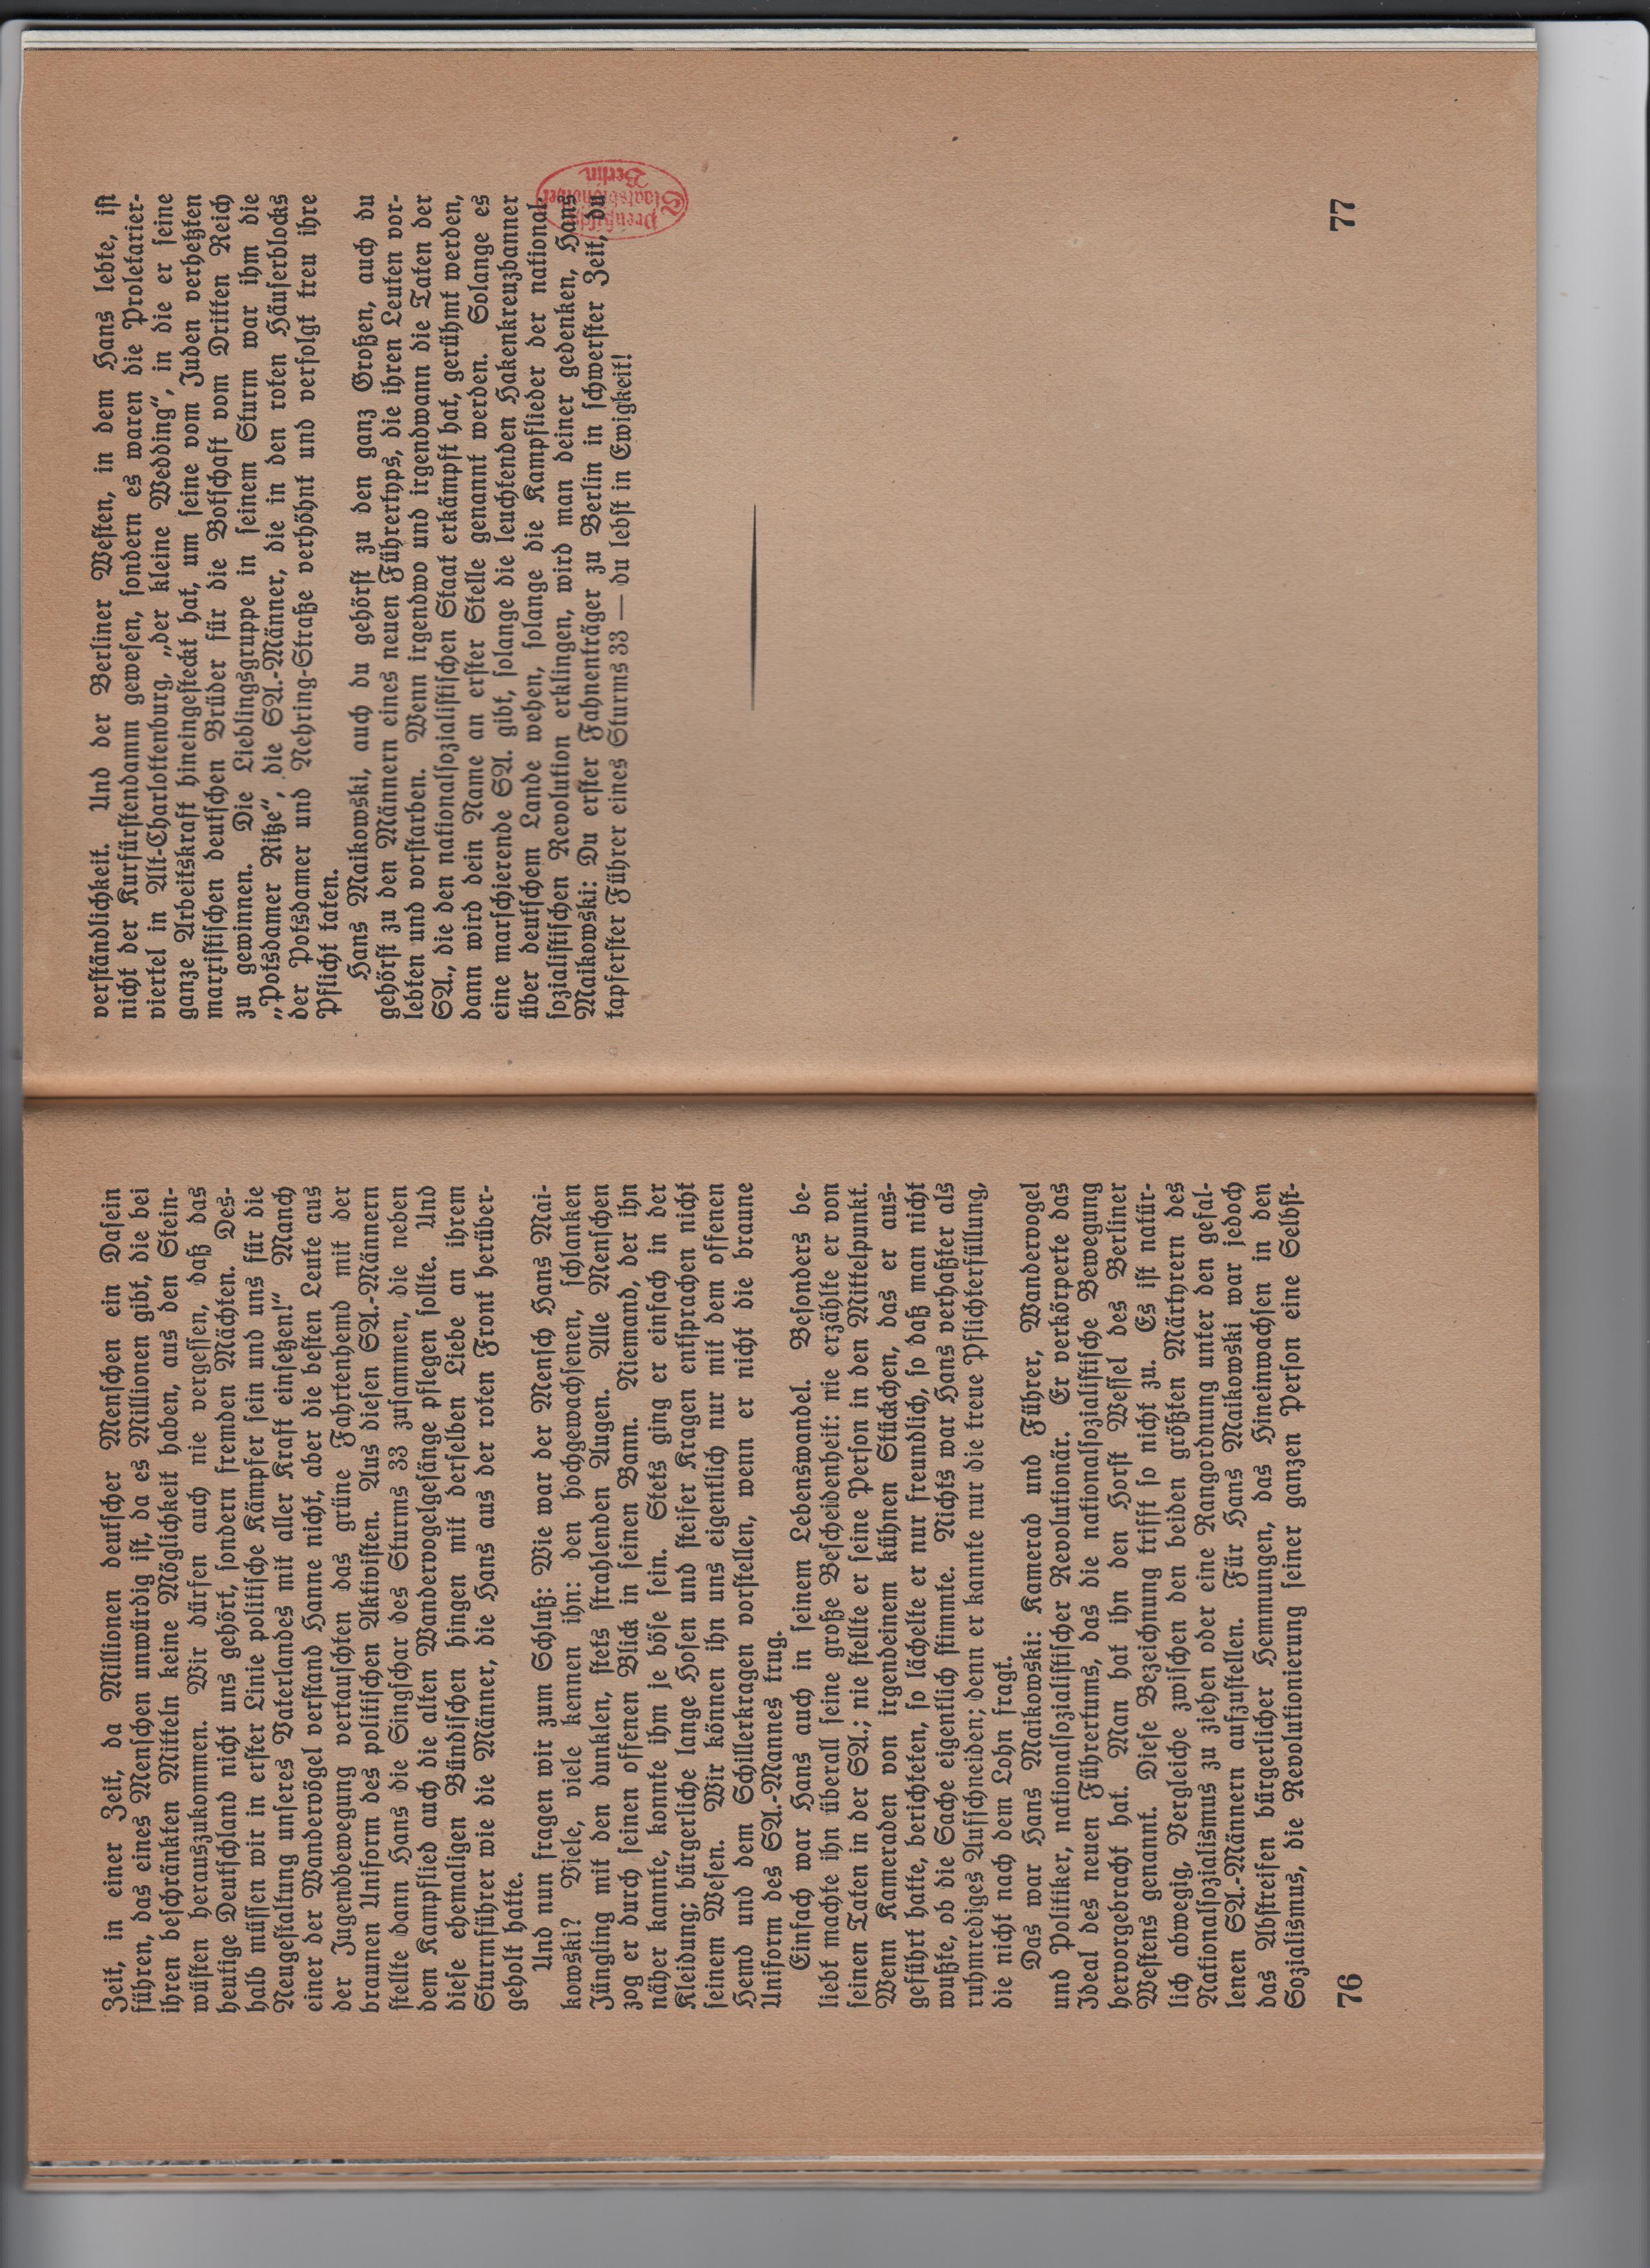 Zeit, in einer Zeit, da Millionen deutscher Menschen ein Dasein
führen, das eines Menschen unwürdig ist, da es Millionen gibt, die bei
ihren beschränkten Mitteln keine Möglichkeit haben, aus den Stein-
wüsten herauszukommen. Wir dürfen auch nie vergessen, daß das
heutige Deutschland nicht uns gehört, sondern fremden Mächten. Des-
halb müssen wir in erster Linie politische Kämpfer sein und uns für die
Neugestaltung unseres Vaterlandes mit aller Kraft einsetzen!“ Manch
einer der Wandervögel verstand Hanne nicht, aber die besten Leute aus
der Jugendbewegung vertauschten das grüne Fahrtenhemd mit der
braunen Uniform des politischen Aktivisten. Aus diesen SA.-Männern
stellte dann Hans die Singschar des Sturms 33 zusammen, die neben
dem Kampflied auch die alten Wandervogelgesänge pflegen sollte. Und
diese ehemaligen Bündischen hingen mit derselben Liebe an ihrem
Sturmführer wie die Männer, die Hans aus der roten Front herüber-
geholt hatte.
Und nun fragen wir zum Schluß: Wie war der Mensch Hans Mai-
kowski? Viele, viele kennen ihn: den hochgewachsenen, schlanken
Jüngling mit den dunklen, stets strahlenden Augen. Alle Menschen
zog er durch seinen offenen Blick in seinen Bann. Niemand, der ihn
näher kannte, konnte ihm je böse sein. Stets ging er einfach in der
Kleidung; bürgerliche lange Hosen und steifer Kragen entsprachen nicht
seinem Wesen. Wir können ihn uns eigentlich nur mit dem offenen
Hemd und dem Schillerkragen vorstellen, wenn er nicht die braune
Uniform des SA.-Mannes trug.
Einfach war Hans auch in seinem Lebenswandel. Besonders be-
liebt machte ihn überall seine große Bescheidenheit: nie erzählte er von
seinen Taten in der SA.; nie stellte er seine Person in den Mittelpunkt.
Wenn Kameraden von irgendeinem kühnen Stückchen, das er aus-
geführt hatte, berichteten, so lächelte er nur freundlich, so daß man nicht
wußte, ob die Sache eigentlich stimmte. Nichts war Hans verhaßter als
ruhmrediges Aufschneiden; denn er kannte nur die treue Pflichterfüllung,
die nicht nach dem Lohn fragt.
Das war Hans Maikowski: Kamerad und Führer, Wandervogel
und Politiker, nationalsozialistischer Revolutionär. Er verkörperte das
Ideal des neuen Führertums, das die nationalsozialistische Bewegung
hervorgebracht hat. Man hat ihn den Horst Wessel des Berliner
Westens genannt. Diese Bezeichnung trifft so nicht zu. Es ist natür-
lich abwegig, Vergleiche zwischen den beiden größten Märtyrern des
Nationalsozialismus zu ziehen oder eine Rangordnung unter den gefal-
lenen SA.-Männern aufzustellen. Für Hans Maikowski war jedoch
das Abstreifen bürgerlicher Hemmungen, das Hineinwachsen in den
Sozialismus, die Revolutionierung seiner ganzen Person eine Selbst-
76
verständlichkeit. Und der Berliner Westen, in dem Hans lebte, ist
nicht der Kurfürstendamm gewesen, sondern es waren die Proletarier-
viertel in Alt-Charlottenburg, „der kleine Wedding“, in die er seine
ganze Arbeitskraft hineingesteckt hat, um seine vom Juden verhetzten
marxistischen deutschen Brüder für die Botschaft vom Dritten Reich
zu gewinnen. Die Lieblingsgruppe in seinem Sturm war ihm die
„Potsdamer Ritze“, die SA.-Männer, die in den roten Häuserblocks
der Potsdamer und Nehring-Straße verhöhnt und verfolgt treu ihre
Pflicht taten.
Hans Maikowski, auch du gehörst zu den ganz Großen, auch du
gehörst zu den Männern eines neuen Führertyps, die ihren Leuten vor-
lebten und vorstarben. Wenn irgendwo und irgendwann die Taten der
SA., die den nationalsozialistischen Staat erkämpft hat, gerühmt werden,
dann wird dein Name an erster Stelle genannt werden. Solange es
eine marschierende SA. gibt, solange die leuchtenden Hakenkreuzbanner
über deutschem Lande wehen, solange die Kampflieder der national-
sozialistischen Revolution erklingen, wird man deiner gedenken, Hans
Maikowski: Du erster Fahnenträger zu Berlin in schwerster Zeit, du
tapferster Führer eines Sturms 33 — du lebst in Ewigkeit!
Preußische
Staatsbibliothek
Berlin
77